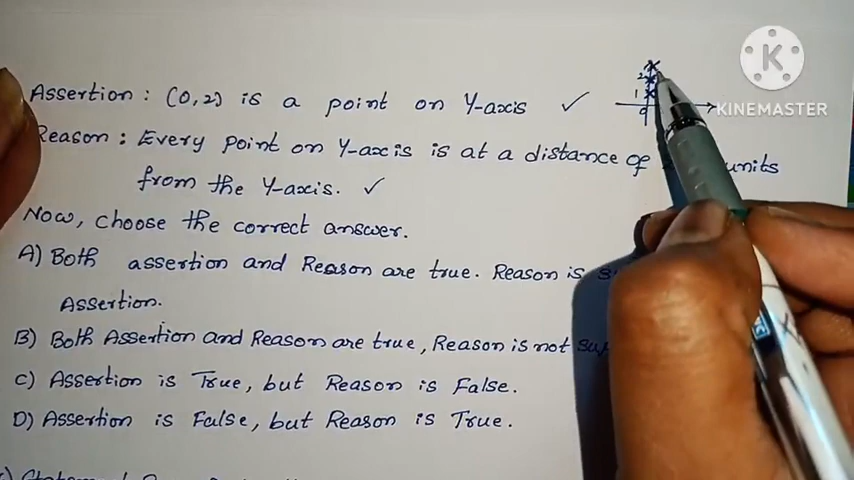 Assertion : (0,2) is a point on Y-axis ✓
Reason : Every point on Y-axis is at a distance of units
from the Y-axis. ✓
Now, choose the correct answer.
A) Both assertion and Reason are true. Reason is
Assertion.
B) Both Assertion and Reason are true, Reason is not
C) Assertion is True, but Reason is False.
D) Assertion is False, but Reason is True.
2
1
0
K
KINEMASTER